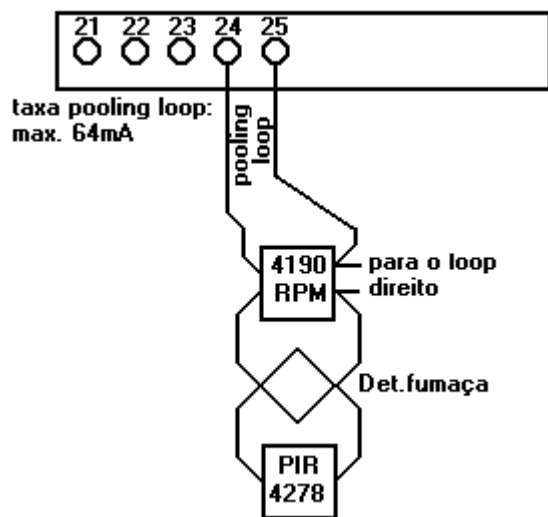 21 22 23 24 25
taxa pooling loop:
max. 64mA
pooling
loop
4190
RPM
para o loop
direito
Det.fumaça
PIR
4278